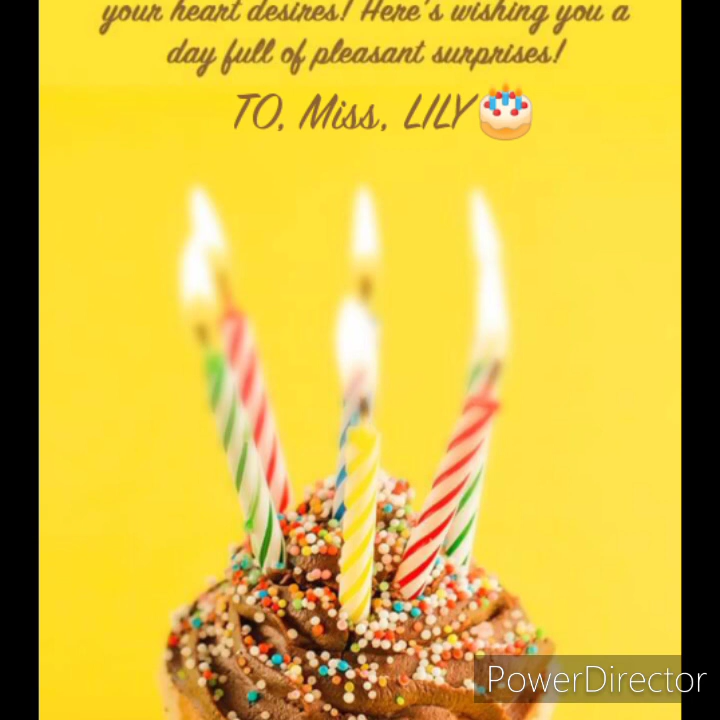 your heart desires! Here's wishing you a
day full of pleasant surprises!
TO, Miss, LILY
PowerDirector